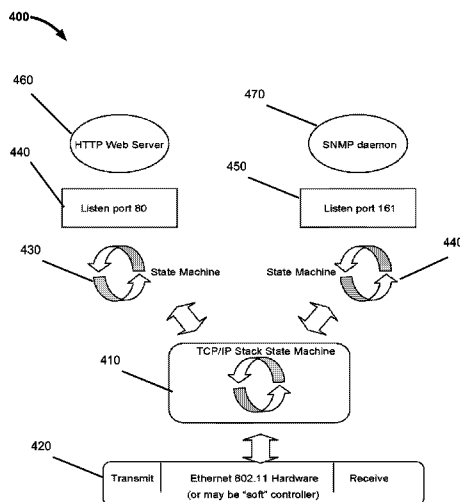 400
460
470
HTTP Web Server
SNMP daemon
440
450
Listen port 80
Listen port 161
430
440
State Machine
State Machine
TCP/IP Stack State Machine
410
420
Transmit
Ethernet 802.11 Hardware
(or may be "soft" controller)
Receive